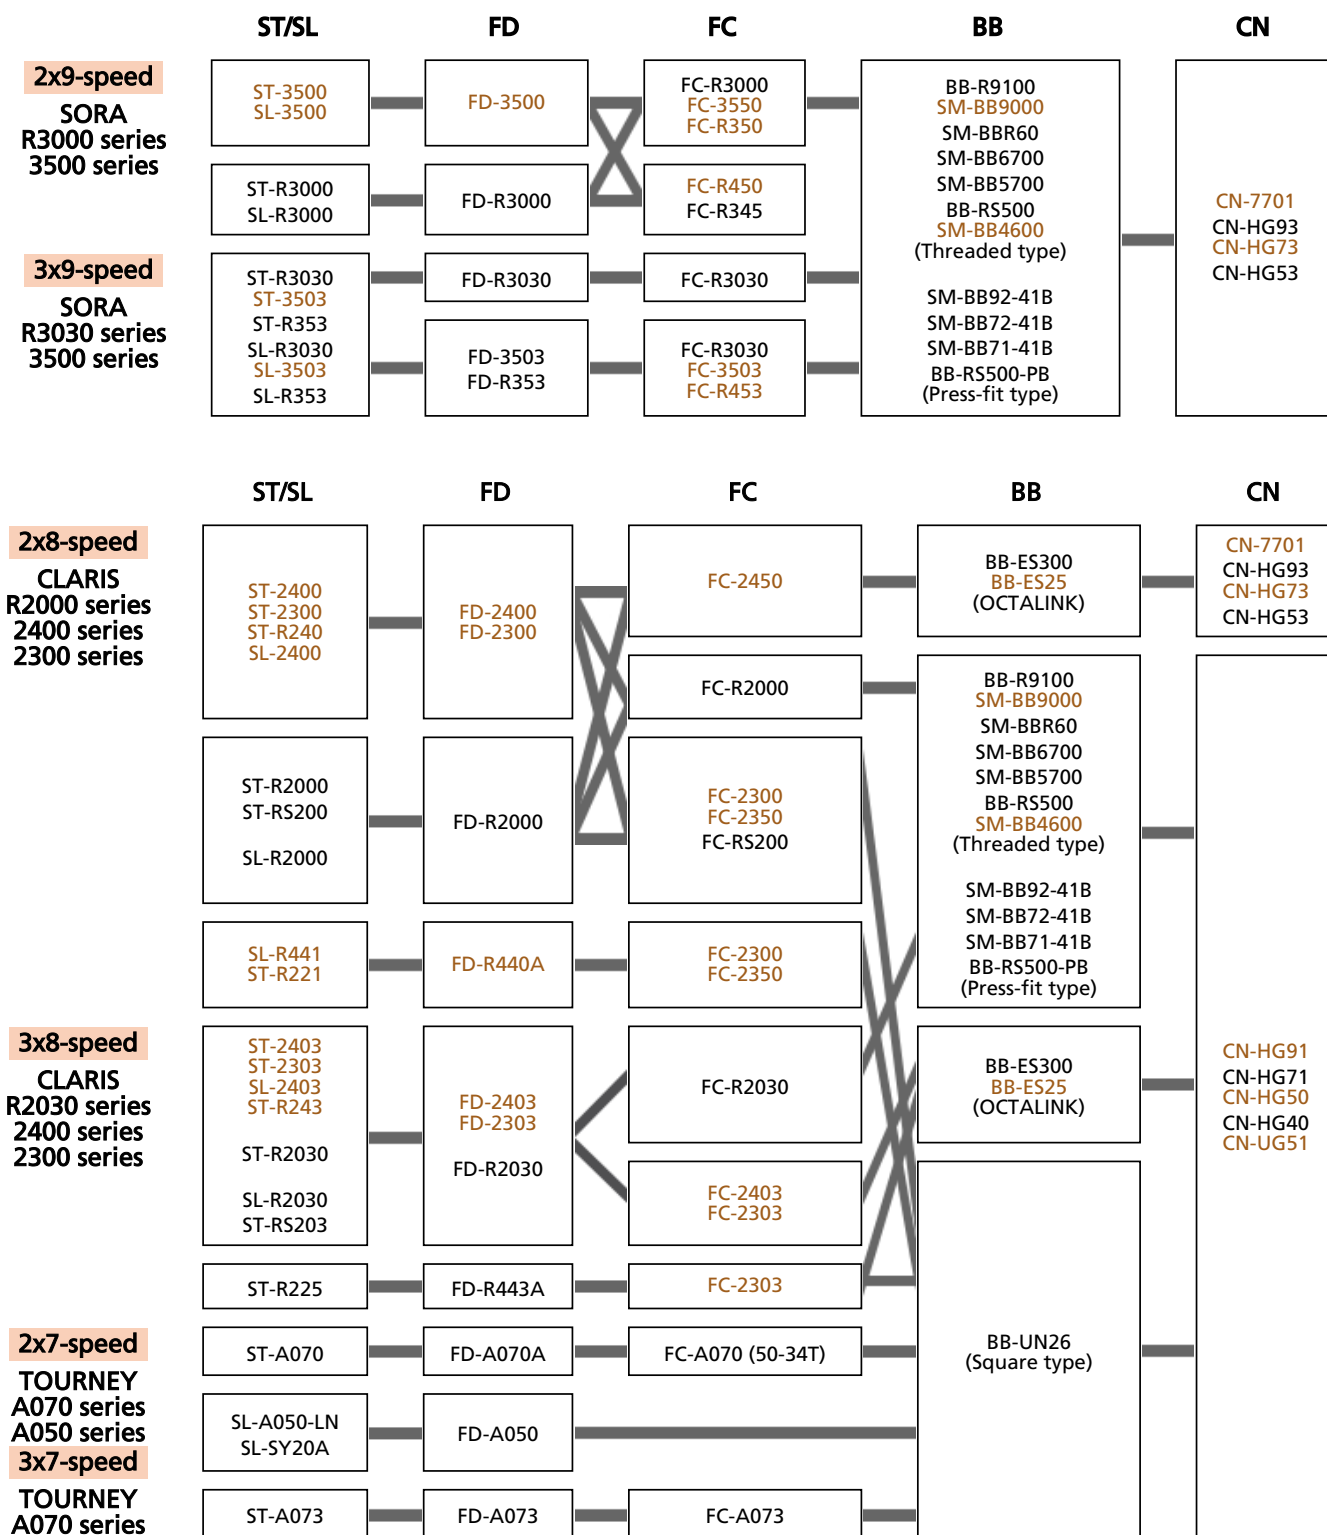 ST/SL
FD
FC
BB
CN
2x9-speed
SORA
R3000 series
3500 series
ST-3500
SL-3500
FD-3500
FC-R3000
FC-3550
FC-R350
ST-R3000
SL-R3000
FD-R3000
FC-R450
FC-R345
3x9-speed
SORA
R3030 series
3500 series
ST-R3030
ST-3503
ST-R353
SL-R3030
SL-3503
SL-R353
FD-R3030
FC-R3030
FD-3503
FD-R353
FC-R3030
FC-3503
FC-R453
BB-R9100
SM-BB9000
SM-BBR60
SM-BB6700
SM-BB5700
BB-RS500
SM-BB4600
(Threaded type)
SM-BB92-41B
SM-BB72-41B
SM-BB71-41B
BB-RS500-PB
(Press-fit type)
CN-7701
CN-HG93
CN-HG73
CN-HG53
ST/SL
FD
FC
BB
CN
2x8-speed
CLARIS
R2000 series
2400 series
2300 series
ST-2400
ST-2300
ST-R240
SL-2400
FD-2400
FD-2300
FC-2450
BB-ES300
BB-ES25
(OCTALINK)
CN-7701
CN-HG93
CN-HG73
CN-HG53
FC-R2000
ST-R2000
ST-RS200
SL-R2000
FD-R2000
FC-2300
FC-2350
FC-RS200
BB-R9100
SM-BB9000
SM-BBR60
SM-BB6700
SM-BB5700
BB-RS500
SM-BB4600
(Threaded type)
SM-BB92-41B
SM-BB72-41B
SM-BB71-41B
BB-RS500-PB
(Press-fit type)
SL-R441
ST-R221
FD-R440A
FC-2300
FC-2350
3x8-speed
CLARIS
R2030 series
2400 series
2300 series
ST-2403
ST-2303
SL-2403
ST-R243
ST-R2030
SL-R2030
ST-RS203
FD-2403
FD-2303
FD-R2030
FC-R2030
FC-2403
FC-2303
BB-ES300
BB-ES25
(OCTALINK)
CN-HG91
CN-HG71
CN-HG50
CN-HG40
CN-UG51
ST-R225
FD-R443A
FC-2303
2x7-speed
TOURNEY
A070 series
A050 series
ST-A070
FD-A070A
FC-A070 (50-34T)
BB-UN26
(Square type)
SL-A050-LN
SL-SY20A
FD-A050
3x7-speed
TOURNEY
A070 series
ST-A073
FD-A073
FC-A073